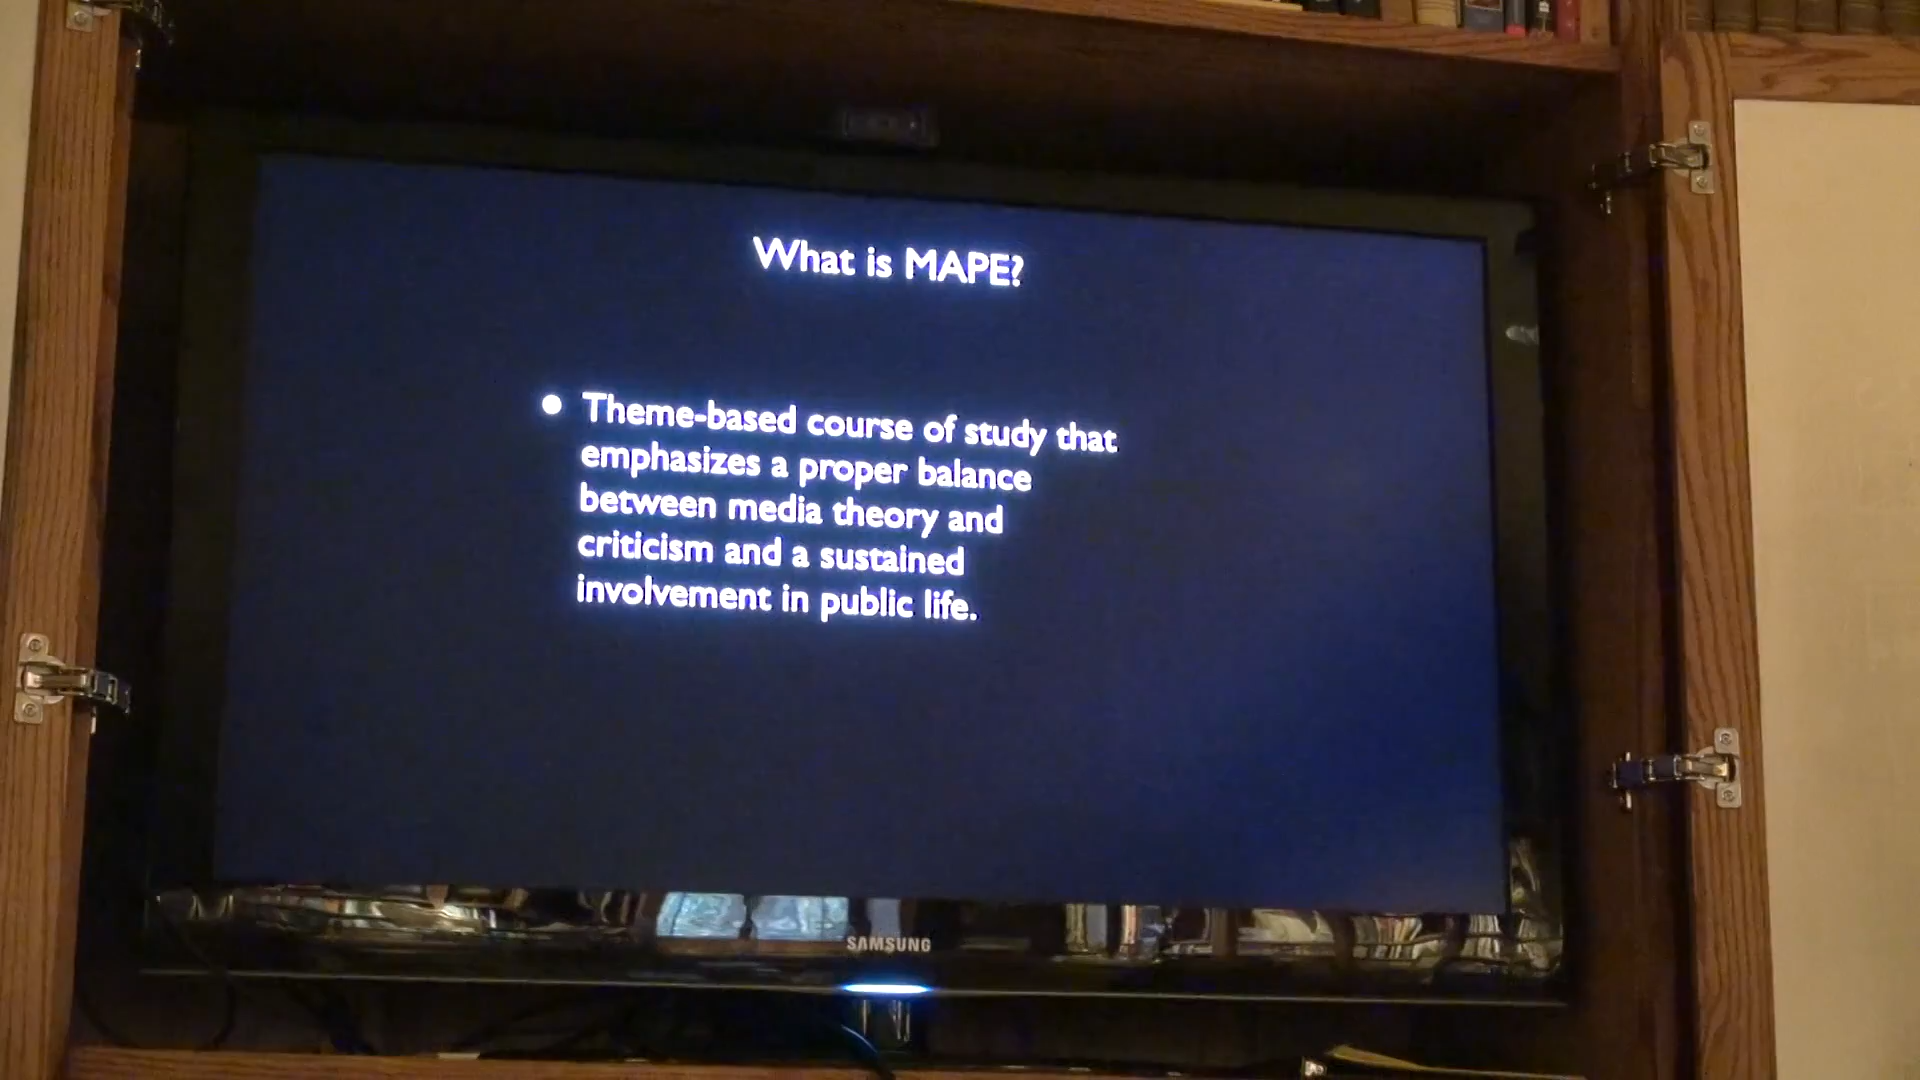 What is MAPE?
• Theme-based course of study that
emphasizes a proper balance
between media theory and
criticism and a sustained
involvement in public life.
SAMSUNG